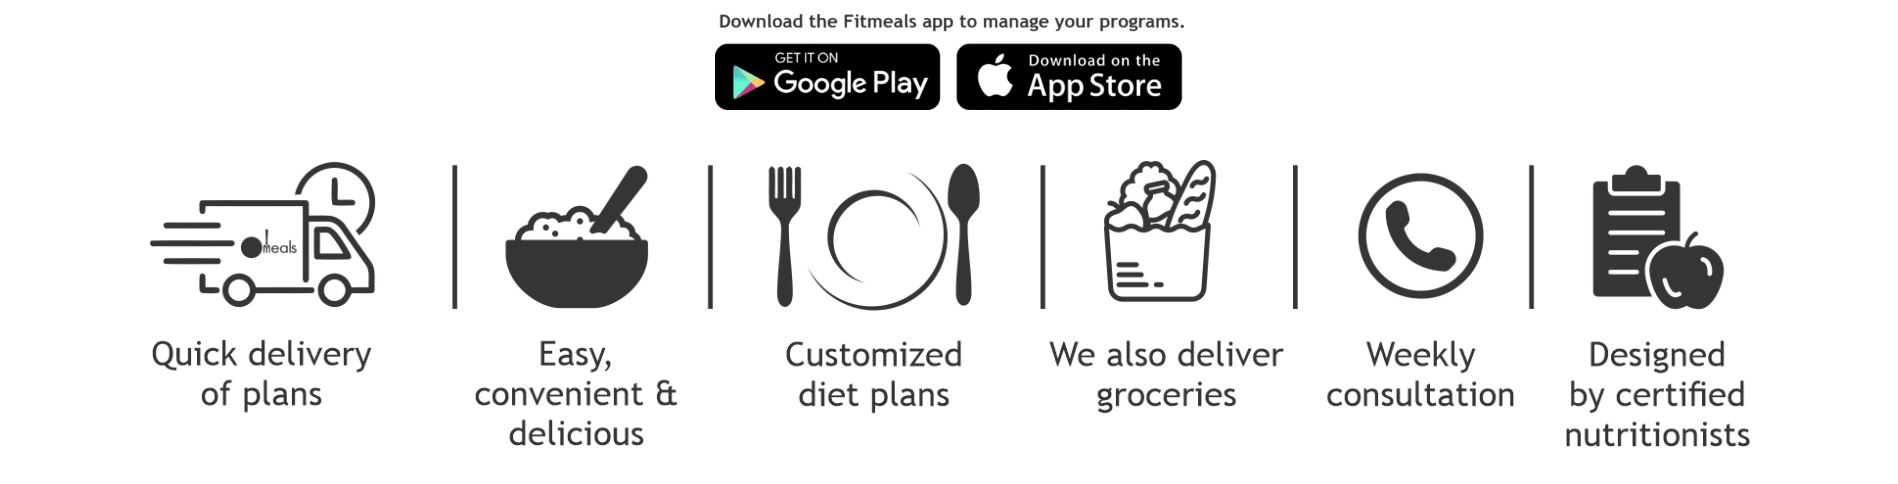 Download the Fitmeals app to manage your programs.
GET IT ON
Google Play
Download on the
App Store
meals
Quick delivery
of plans
Easy,
convenient &
delicious
Customized
diet plans
We also deliver
groceries
Weekly
consultation
Designed
by certified
nutritionists